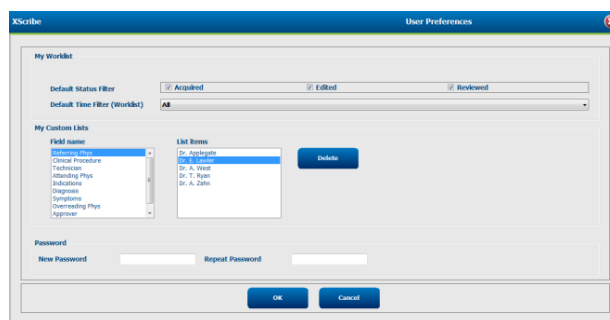 XScribe User Preferences
My Worklist
Default Status Filter Acquired Edited Reviewed
Default Time Filter (Worklist) All
My Custom Lists
Field name List items
Referring Phys Dr. Applegate
Clinical Procedure Dr. E. Lawler
Technician Dr. A. West
Attending Phys Dr. T. Ryan
Indications Dr. A. Zahn
Diagnosis
Symptoms
Overreading Phys
Approver
Delete
Password
New Password Repeat Password
OK Cancel